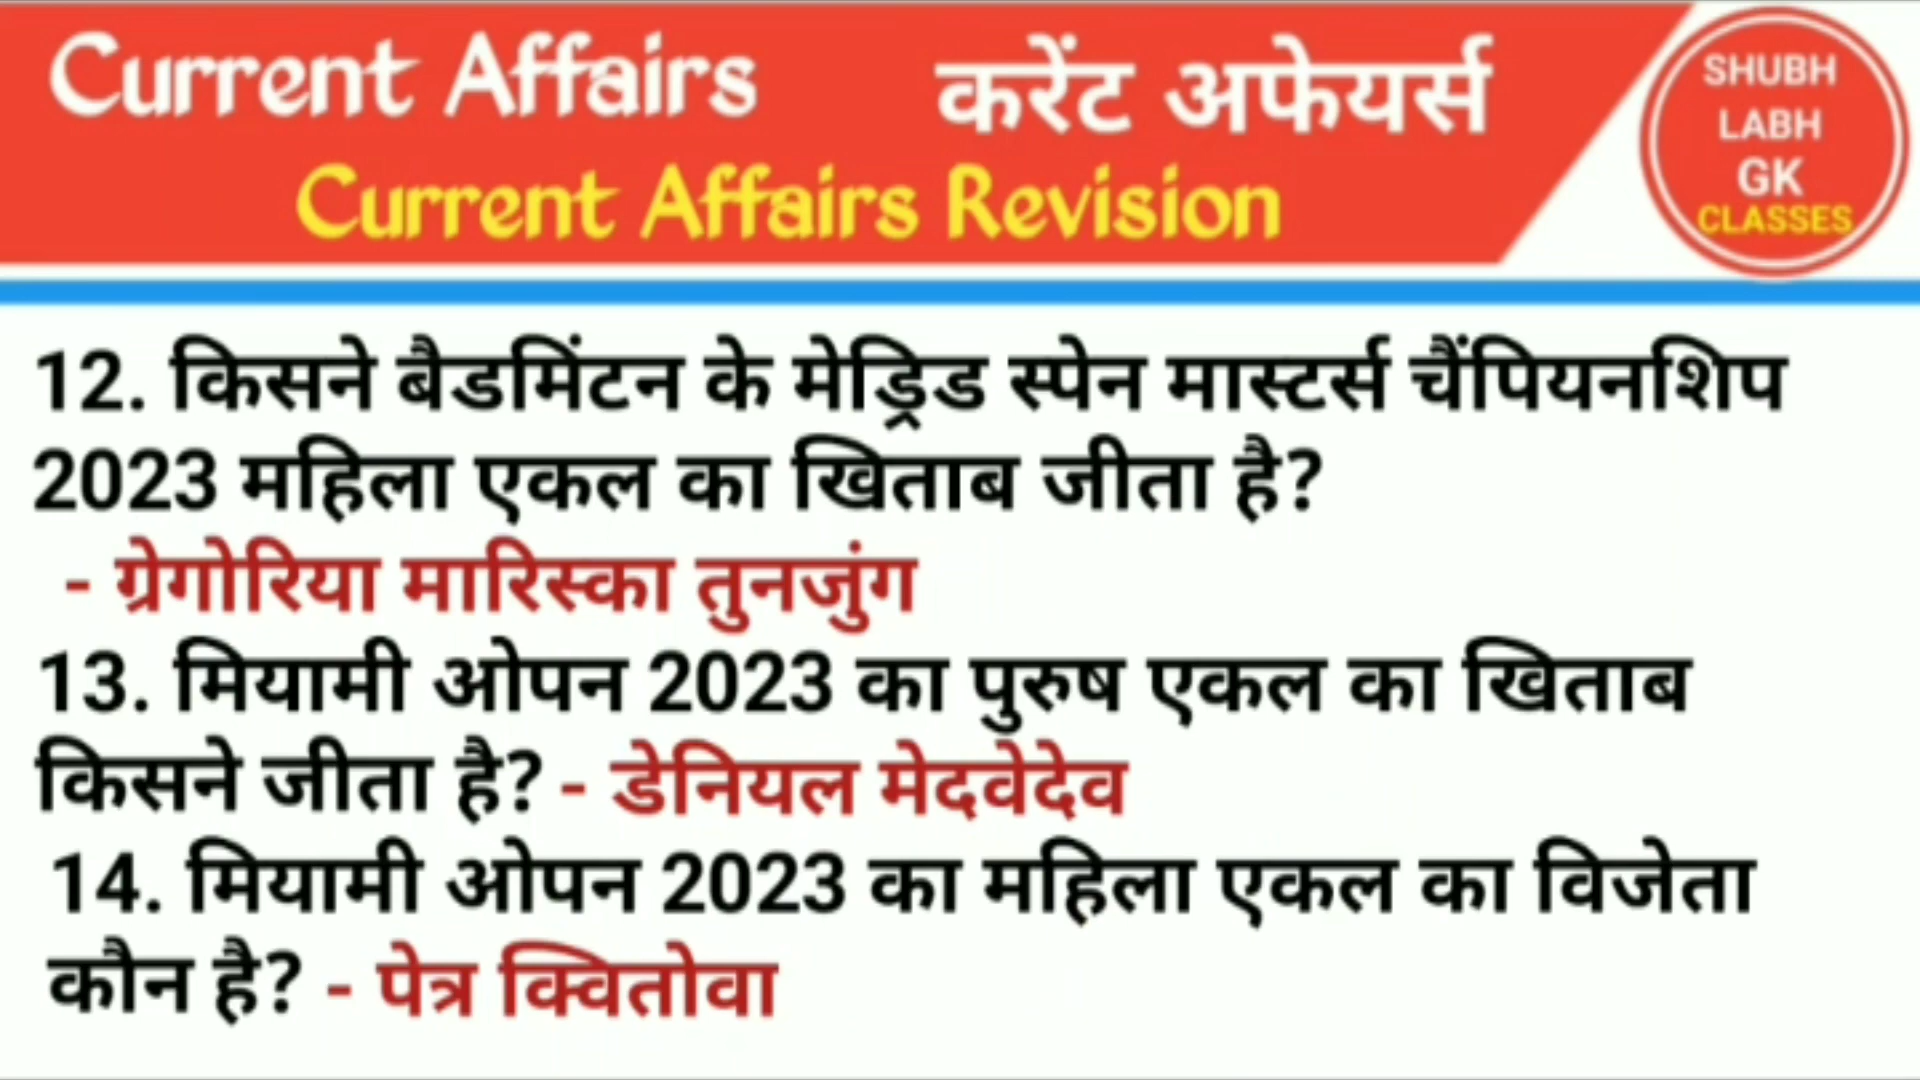 Current Affairs करेंट अफेयर्स
Current Affairs Revision
SHUBH
LABH
GK
CLASSES
12. किसने बैडमिंटन के मेड्रिड स्पेन मास्टर्स चैंपियनशिप
2023 महिला एकल का खिताब जीता है?
- ग्रेगोरिया मारिस्का तुनजुंग
13. मियामी ओपन 2023 का पुरुष एकल का खिताब
किसने जीता है? - डेनियल मेदवेदेव
14. मियामी ओपन 2023 का महिला एकल का विजेता
कौन है? - पेत्र क्वितोवा